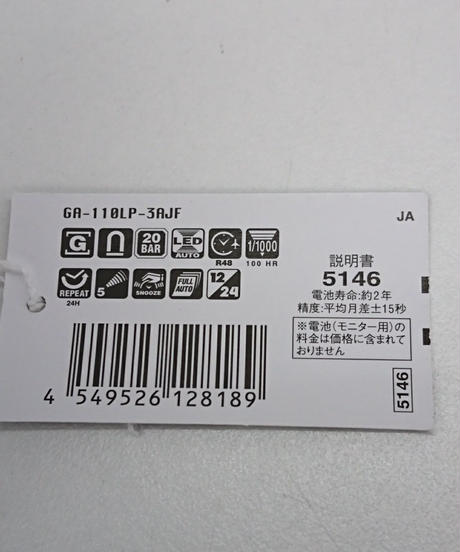 GA-110LP-3AJF
JA
G
20
BAR
LED
AUTO
R48
1/1000
100 HR
REPEAT
24H
5
SNOOZE
FULL
AUTO
12/24
説明書
5146
電池寿命:約2年
精度:平均月差±15秒
※電池(モニター用)の
料金は価格に含まれて
おりません
5146
4 549526 128189